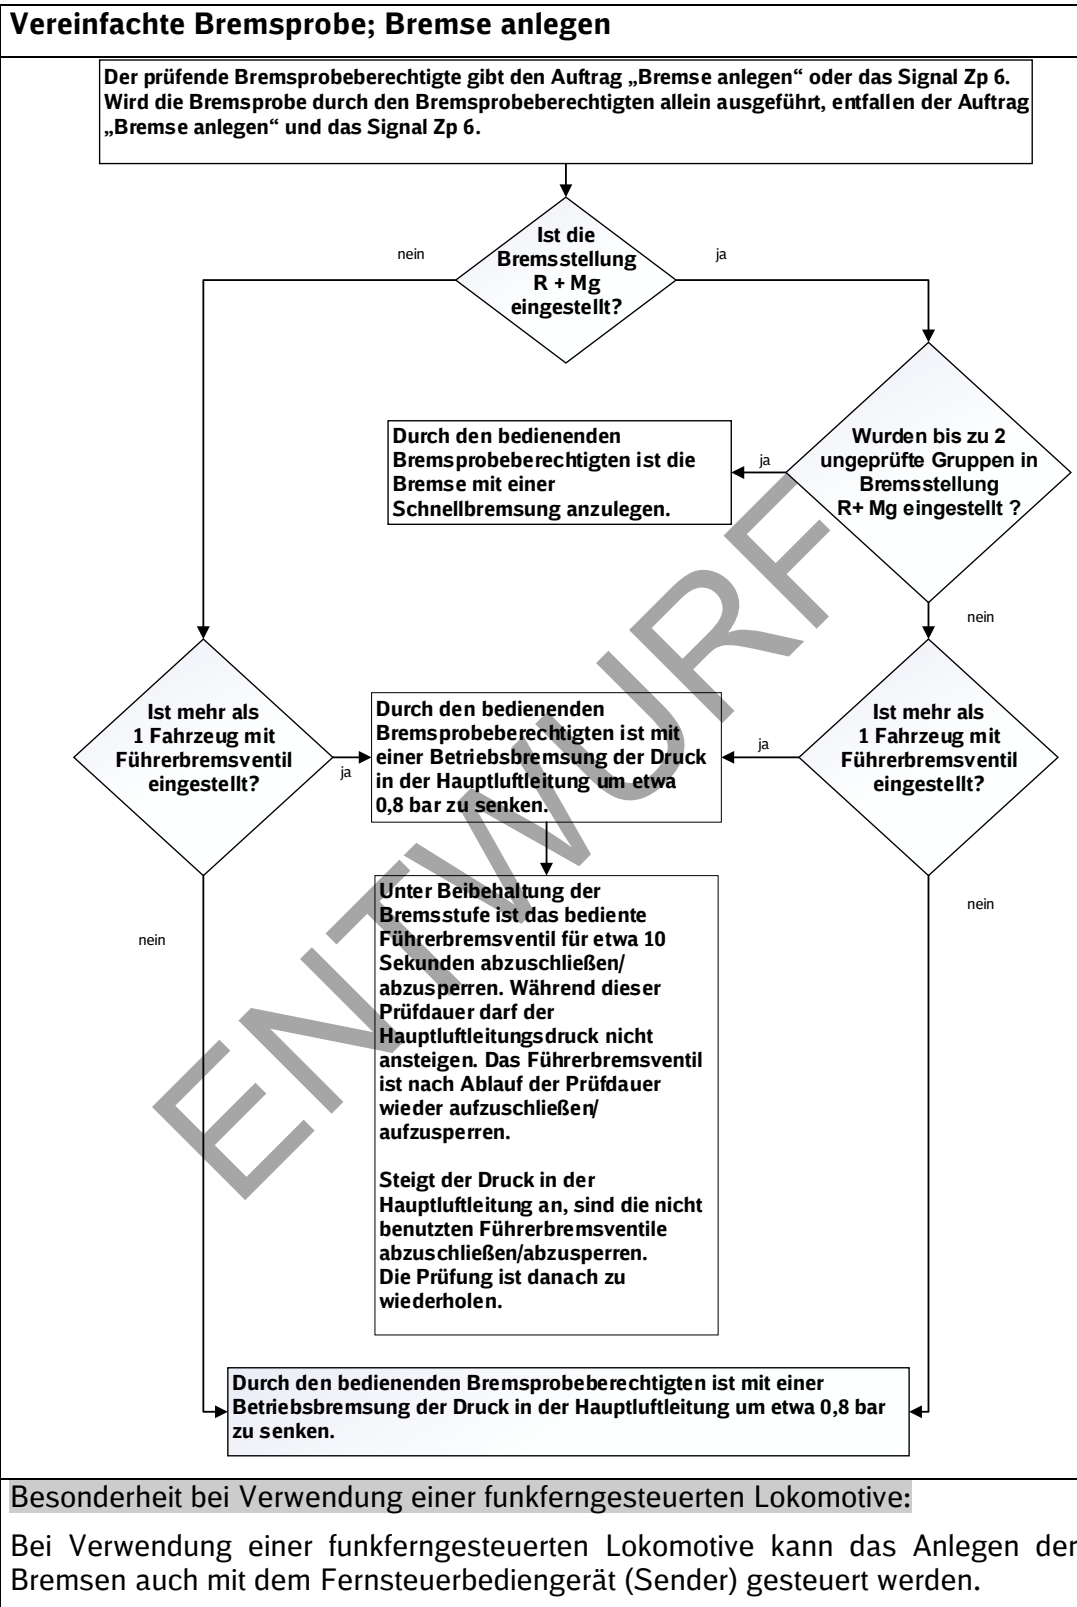 Vereinfachte Bremsprobe; Bremse anlegen
Der prüfende Bremsprobeberechtigte gibt den Auftrag „Bremse anlegen“ oder das Signal Zp 6.
Wird die Bremsprobe durch den Bremsprobeberechtigten allein ausgeführt, entfallen der Auftrag
„Bremse anlegen“ und das Signal Zp 6.
Ist die
Bremsstellung
R + Mg
eingestellt?
nein
ja
Wurden bis zu 2
ungeprüfte Gruppen in
Bremsstellung
R+ Mg eingestellt ?
ja
Durch den bedienenden
Bremsprobeberechtigten ist die
Bremse mit einer
Schnellbremsung anzulegen.
nein
Ist mehr als
1 Fahrzeug mit
Führerbremsventil
eingestellt?
ja
Durch den bedienenden
Bremsprobeberechtigten ist mit
einer Betriebsbremsung der Druck
in der Hauptluftleitung um etwa
0,8 bar zu senken.
ja
Ist mehr als
1 Fahrzeug mit
Führerbremsventil
eingestellt?
Unter Beibehaltung der
Bremsstufe ist das bediente
Führerbremsventil für etwa 10
Sekunden abzuschließen/
abzusperren. Während dieser
Prüfdauer darf der
Hauptluftleitungsdruck nicht
ansteigen. Das Führerbremsventil
ist nach Ablauf der Prüfdauer
wieder aufzuschließen/
aufzusperren.
Steigt der Druck in der
Hauptluftleitung an, sind die nicht
benutzten Führerbremsventile
abzuschließen/abzusperren.
Die Prüfung ist danach zu
wiederholen.
nein
nein
Durch den bedienenden Bremsprobeberechtigten ist mit einer
Betriebsbremsung der Druck in der Hauptluftleitung um etwa 0,8 bar
zu senken.
ENTWURF
Besonderheit bei Verwendung einer funkferngesteuerten Lokomotive:
Bei Verwendung einer funkferngesteuerten Lokomotive kann das Anlegen der
Bremsen auch mit dem Fernsteuerbediengerät (Sender) gesteuert werden.